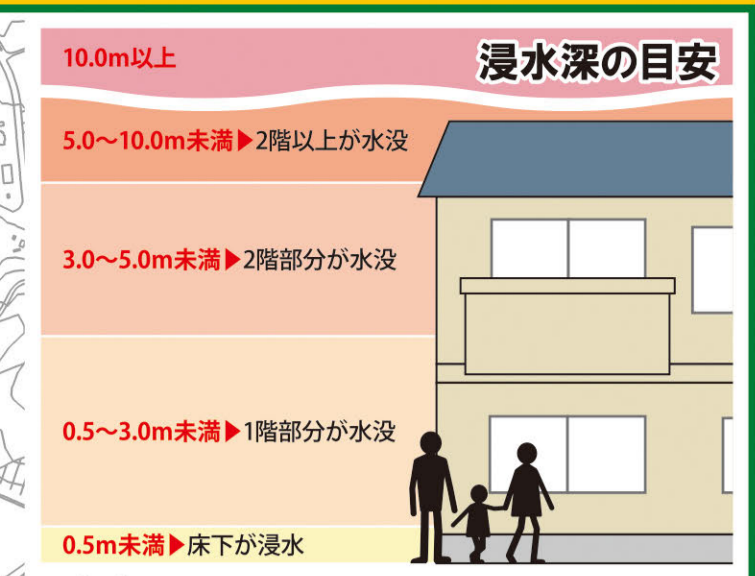 浸水深の目安
10.0m以上
5.0〜10.0m未満▶2階以上が水没
3.0〜5.0m未満▶2階部分が水没
0.5〜3.0m未満▶1階部分が水没
0.5m未満▶床下が浸水